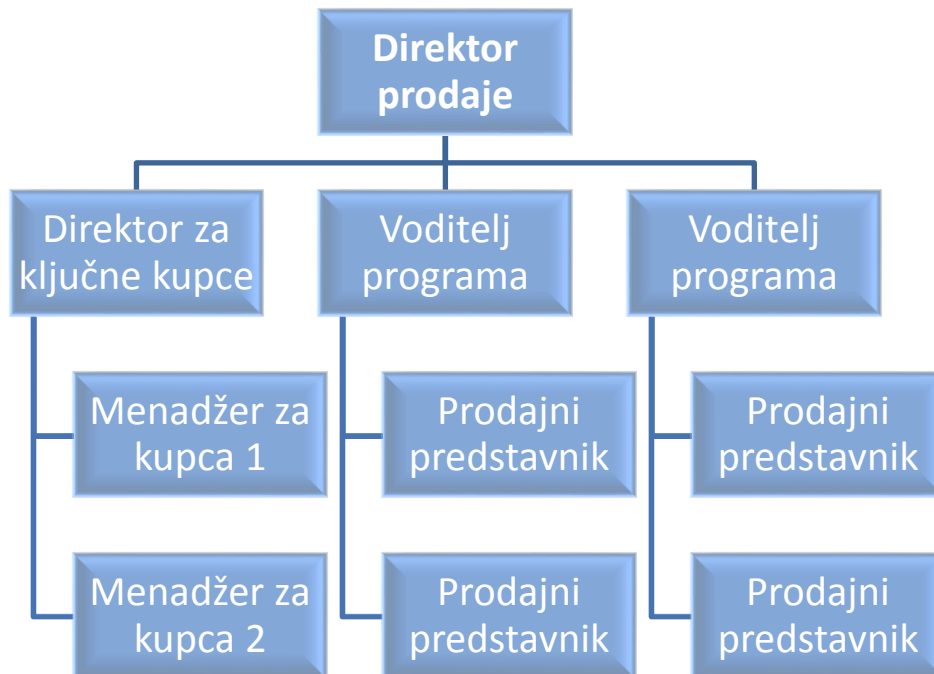 Direktor
prodaje
Direktor za
ključne kupce
Voditelj
programa
Voditelj
programa
Menadžer za
kupca 1
Prodajni
predstavnik
Prodajni
predstavnik
Menadžer za
kupca 2
Prodajni
predstavnik
Prodajni
predstavnik